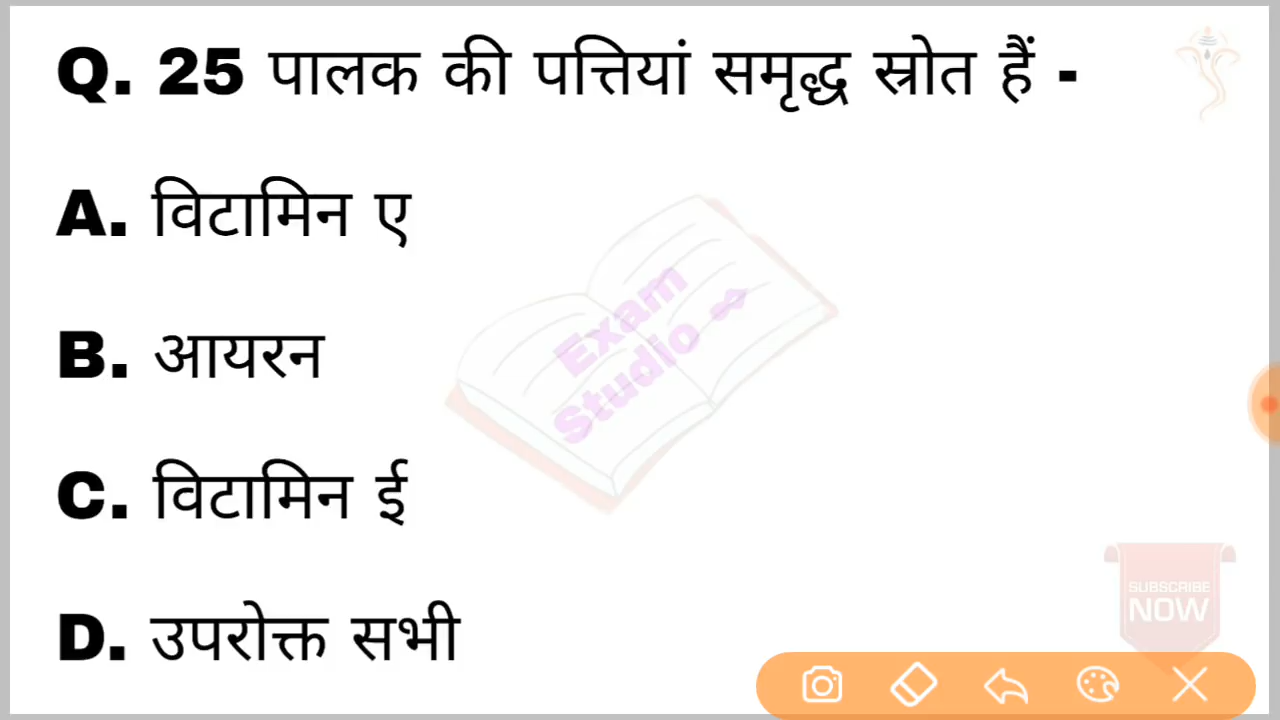 Q. 25 पालक की पत्तियां समृद्ध स्रोत हैं -
A. विटामिन ए
B. आयरन
C. विटामिन ई
D. उपरोक्त सभी
Exam
Studio
SUBSCRIBE
NOW